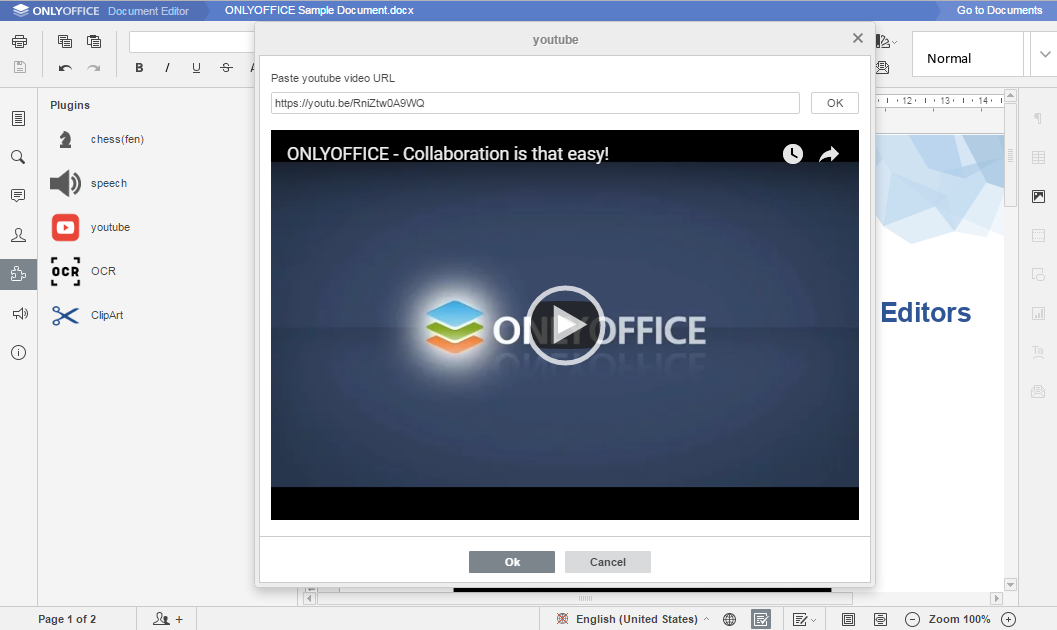 ONLYOFFICE Document Editor
ONLYOFFICE Sample Document.docx
Go to Documents
youtube
B I U S
Normal
Paste youtube video URL
https://youtu.be/RniZtw0A9WQ
OK
12 13 14
Plugins
chess(fen)
speech
youtube
OCR
OCR
ClipArt
ONLYOFFICE - Collaboration is that easy!
ONLYOFFICE
Editors
Ta
Ok
Cancel
Page 1 of 2
+
English (United States)
Zoom 100%